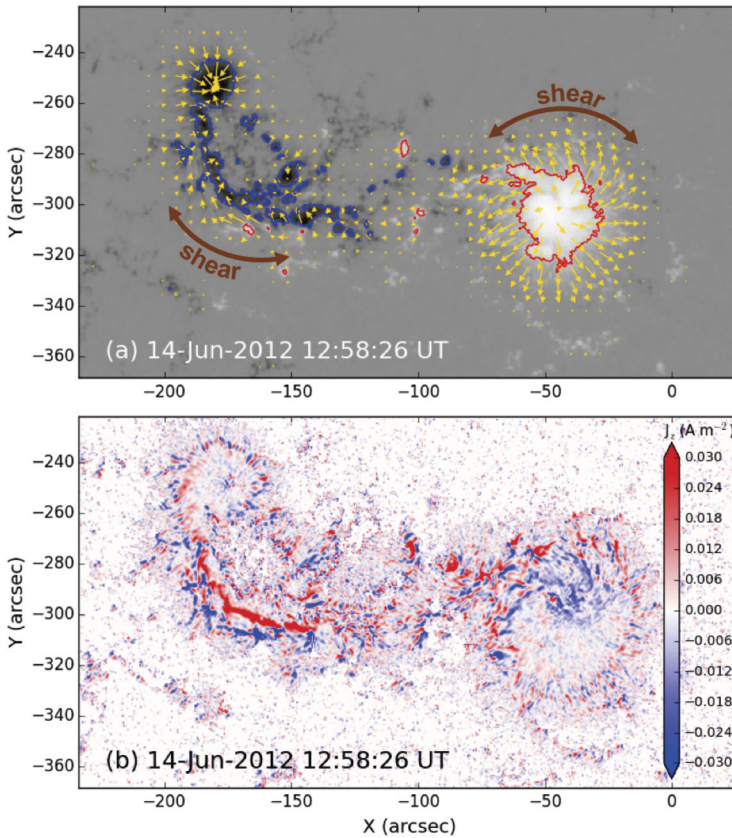 −240
−260
−280
−300
−320
−340
−360
Y (arcsec)
shear
shear
(a) 14-Jun-2012 12:58:26 UT
−200 −150 −100 −50 0
J_z (A m⁻²)
0.030
0.024
0.018
0.012
0.006
0.000
−0.006
−0.012
−0.018
−0.024
−0.030
−240
−260
−280
−300
−320
−340
−360
Y (arcsec)
(b) 14-Jun-2012 12:58:26 UT
−200 −150 −100 −50 0
X (arcsec)